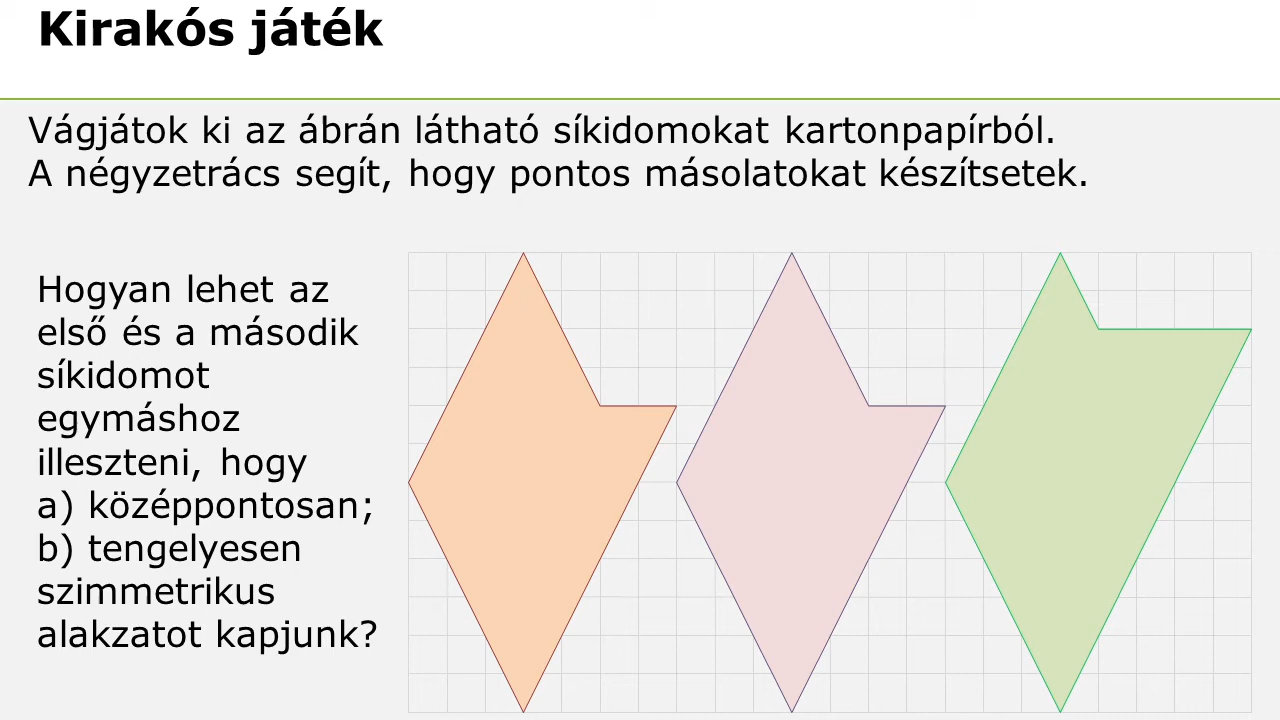 Kirakós játék
Vágjátok ki az ábrán látható síkidomokat kartonpapírból.
A négyzetrács segít, hogy pontos másolatokat készítsetek.
Hogyan lehet az
első és a második
síkidomot
egymáshoz
illeszteni, hogy
a) középpontosan;
b) tengelyesen
szimmetrikus
alakzatot kapjunk?